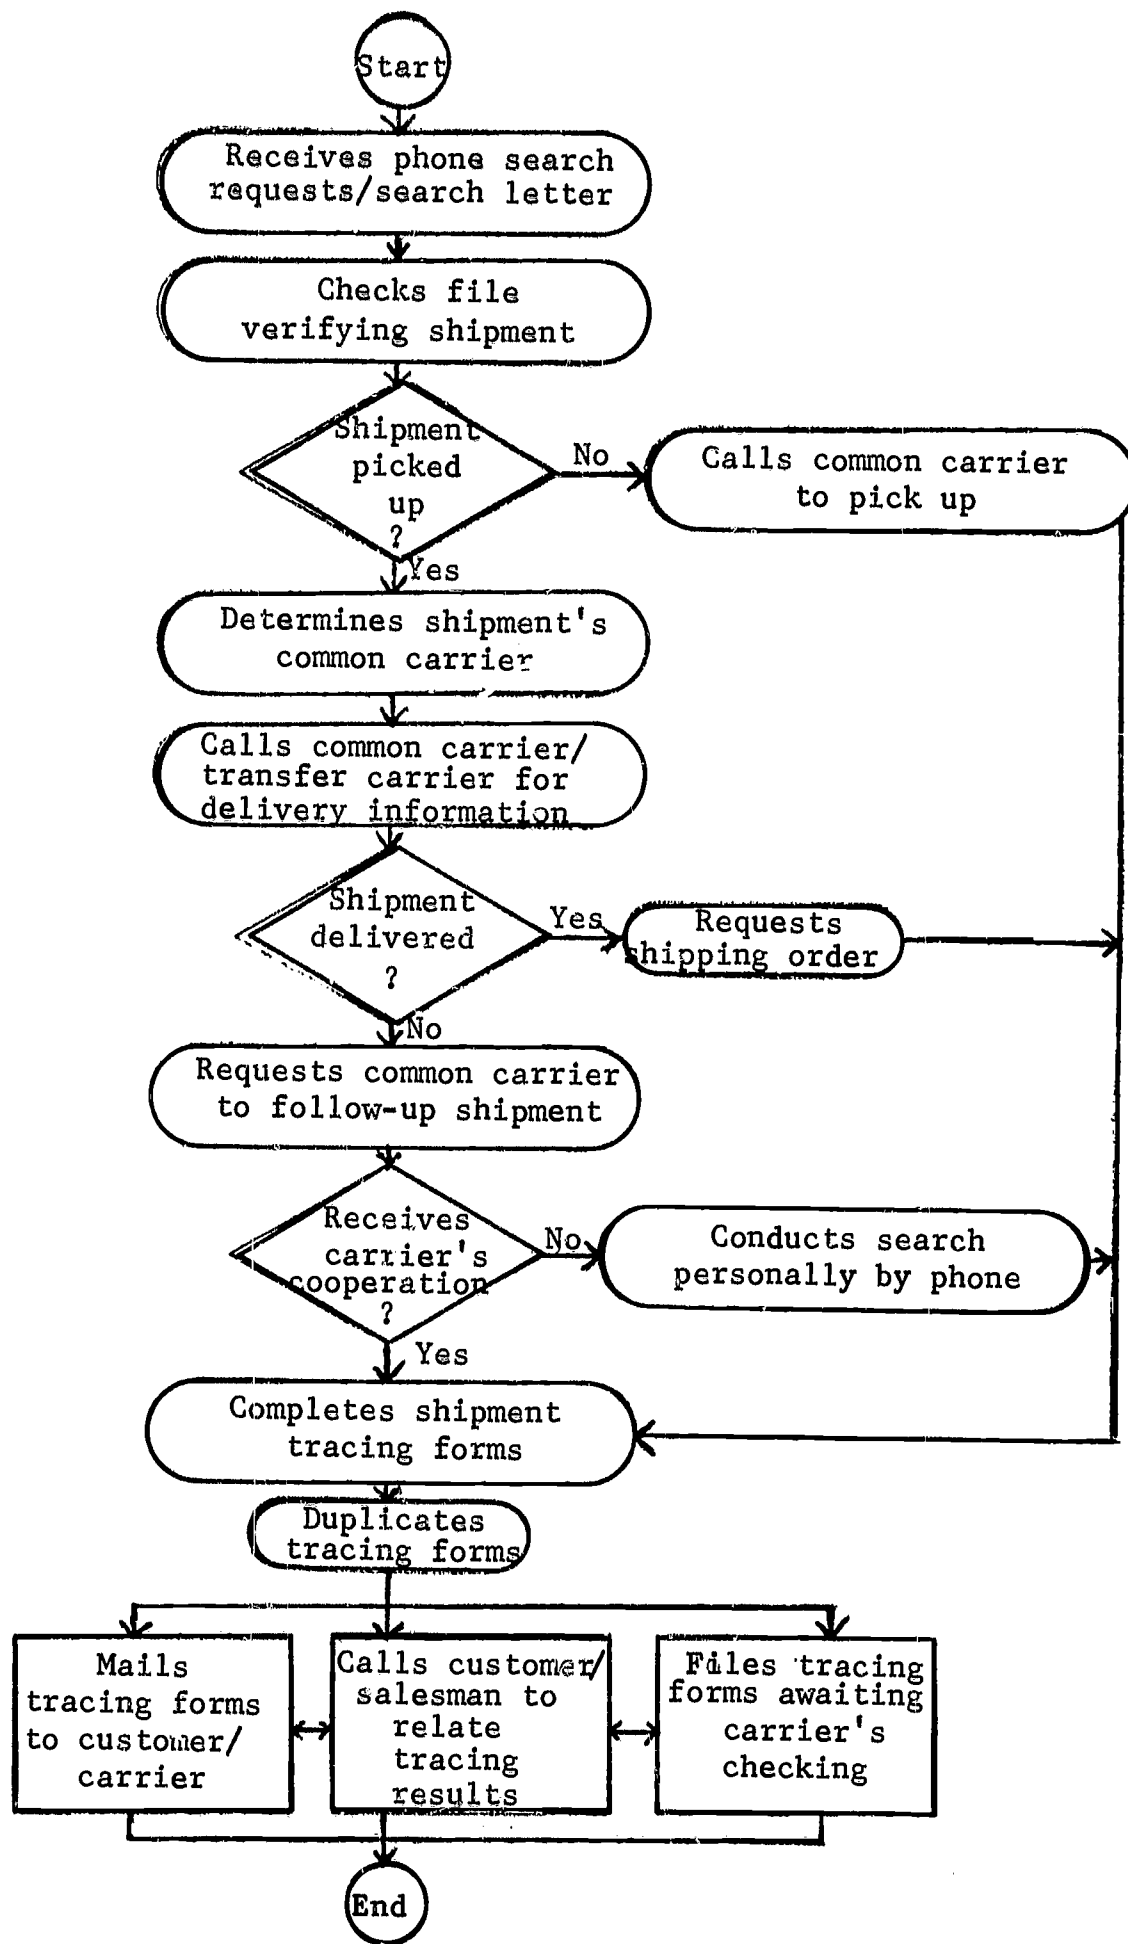 Start
Receives phone search
requests/search letter
Checks file
verifying shipment
Shipment
picked
up
?
No
Calls common carrier
to pick up
Yes
Determines shipment's
common carrier
Calls common carrier/
transfer carrier for
delivery information
Shipment
delivered
?
Yes
Requests
shipping order
No
Requests common carrier
to follow-up shipment
Receives
carrier's
cooperation
?
No
Conducts search
personally by phone
Yes
Completes shipment
tracing forms
Duplicates
tracing forms
Mails
tracing forms
to customer/
carrier
Calls customer/
salesman to
relate
tracing
results
Files tracing
forms awaiting
carrier's
checking
End